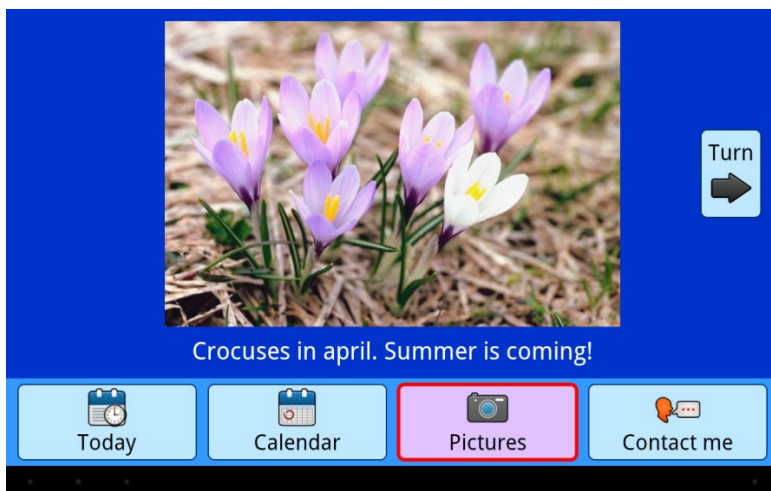 Turn
Crocuses in april. Summer is coming!
Today
Calendar
Pictures
Contact me